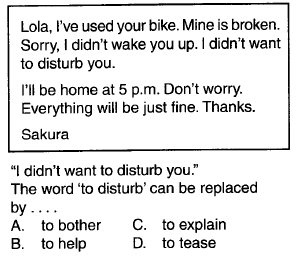 Lola, I've used your bike. Mine is broken.
Sorry, I didn't wake you up. I didn't want
to disturb you.
I'll be home at 5 p.m. Don't worry.
Everything will be just fine. Thanks.
Sakura
"I didn't want to disturb you."
The word 'to disturb' can be replaced
by . . . .
A. to bother C. to explain
B. to help D. to tease